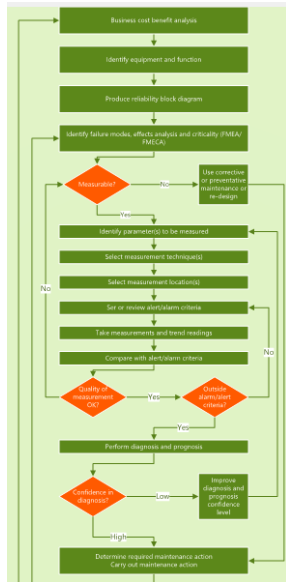 Business cost benefit analysis
Identify equipment and function
Produce reliability block diagram
Identify failure modes, effects analysis and criticality (FMEA/
FMECA)
Measurable?
No
Use corrective
or preventative
maintenance or
re-design
Yes
Identify parameter(s) to be measured
Select measurement technique(s)
No
Select measurement location(s)
Set or review alert/alarm criteria
Take measurements and trend readings
No
Compare with alert/alarm criteria
Quality of
measurement
OK?
Yes
Outside
alarm/alert
criteria?
Yes
Perform diagnosis and prognosis
Confidence in
diagnosis?
Low
Improve
diagnosis and
prognosis
confidence
level
High
Determine required maintenance action
Carry out maintenance action